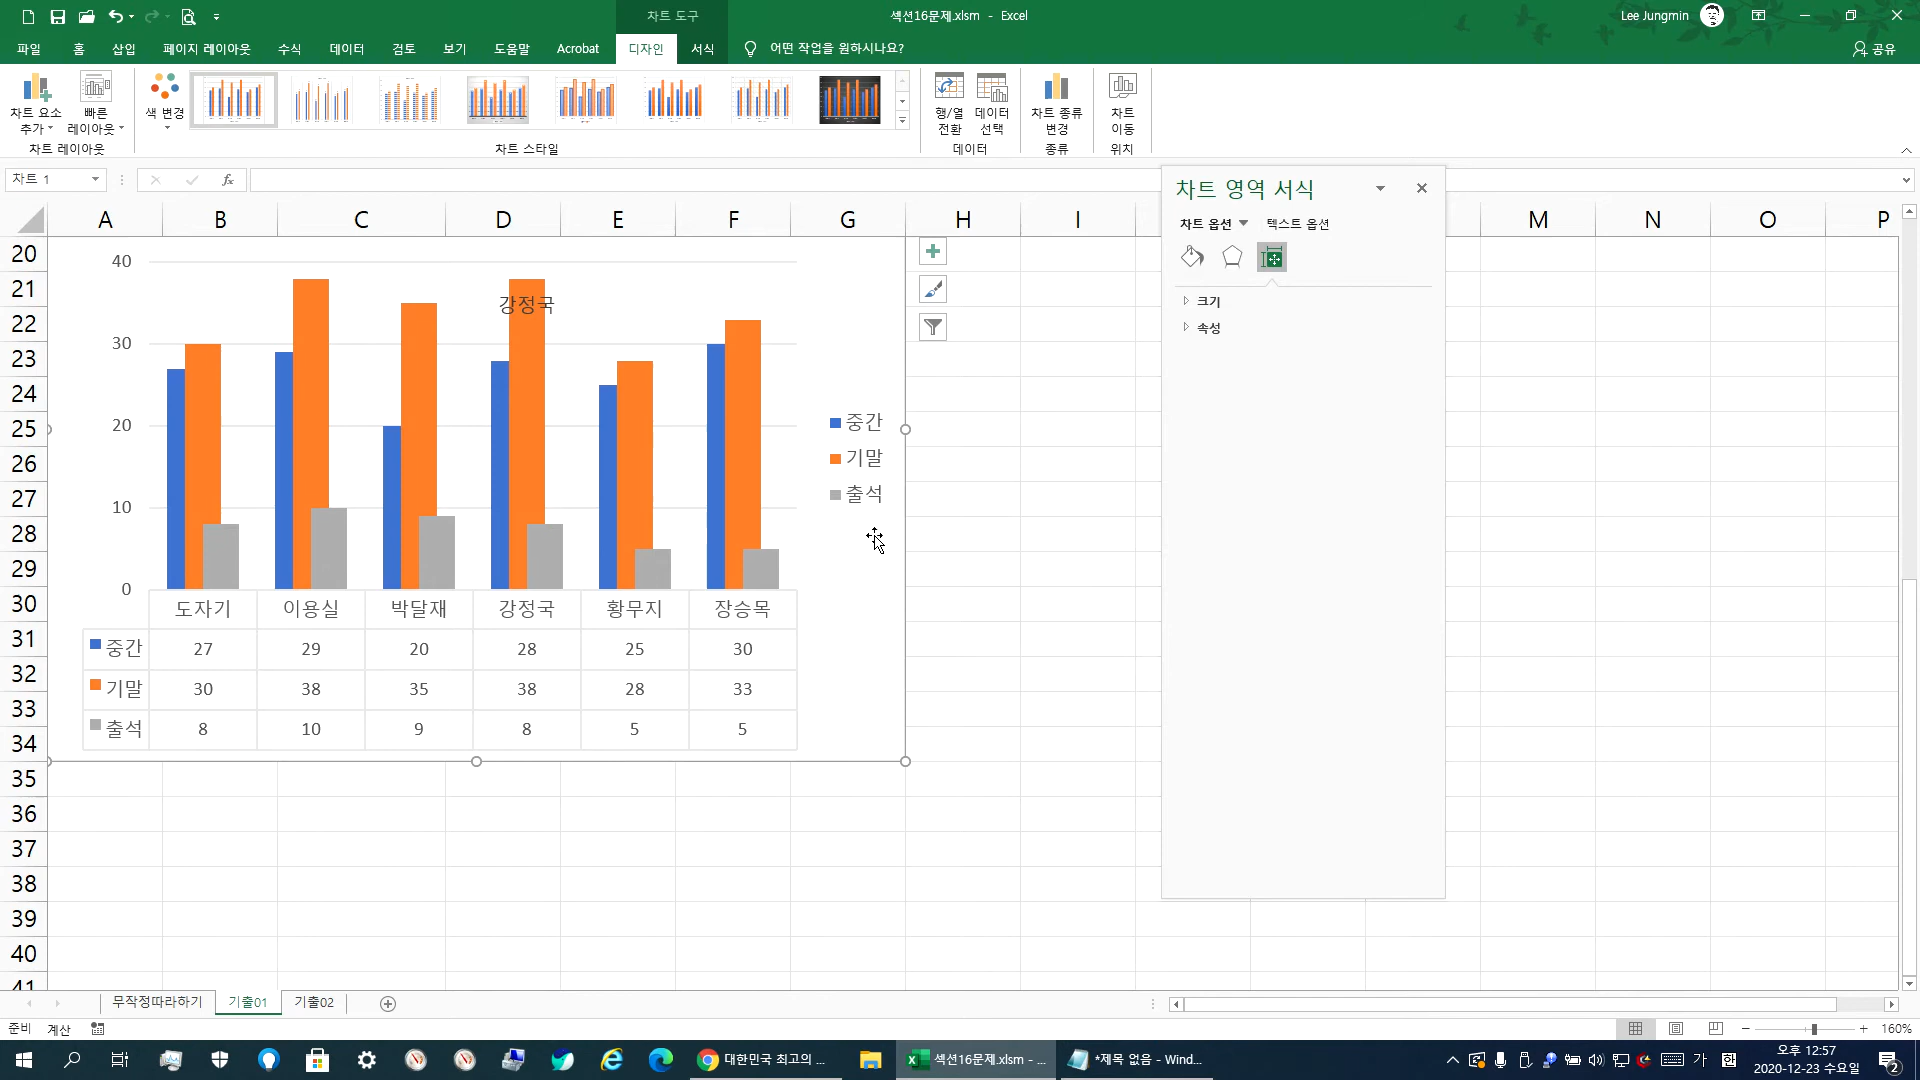 차트 도구
섹션16문제.xlsm - Excel
Lee Jungmin
파일 홈 삽입 페이지 레이아웃 수식 데이터 검토 보기 도움말 Acrobat 디자인 서식 어떤 작업을 원하시나요? 공유
차트 요소 추가
빠른 레이아웃
색 변경
행/열 전환
데이터 선택
차트 종류 변경
차트 이동
차트 레이아웃 차트 스타일 데이터 종류 위치
차트 1
fx
A B C D E F G H I M N O P
20
21
22
23
24
25
26
27
28
29
30
31
32
33
34
35
36
37
38
39
40
41
40
30
20
10
0
강정국
중간
기말
출석
도자기 이용실 박달재 강정국 황무지 장승목
중간 27 29 20 28 25 30
기말 30 38 35 38 28 33
출석 8 10 9 8 5 5
차트 영역 서식
차트 옵션 텍스트 옵션
크기
속성
무작정따라하기 기출01 기출02
준비 계산 160%
대한민국 최고의 ...
섹션16문제.xlsm - ...
*제목 없음 - Wind...
가 한
오후 12:57
2020-12-23 수요일
2